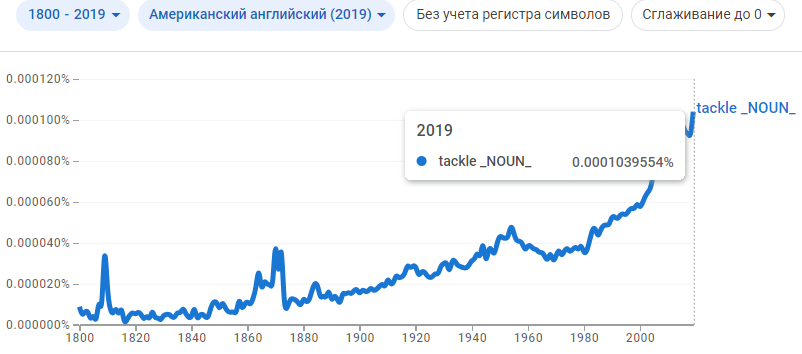 1800 - 2019 Американский английский (2019) Без учета регистра символов Сглаживание до 0
0.000120%
0.000100%
0.000080%
0.000060%
0.000040%
0.000020%
0.000000%
tackle _NOUN_
2019
tackle _NOUN_ 0.0001039554%
1800 1820 1840 1860 1880 1900 1920 1940 1960 1980 2000